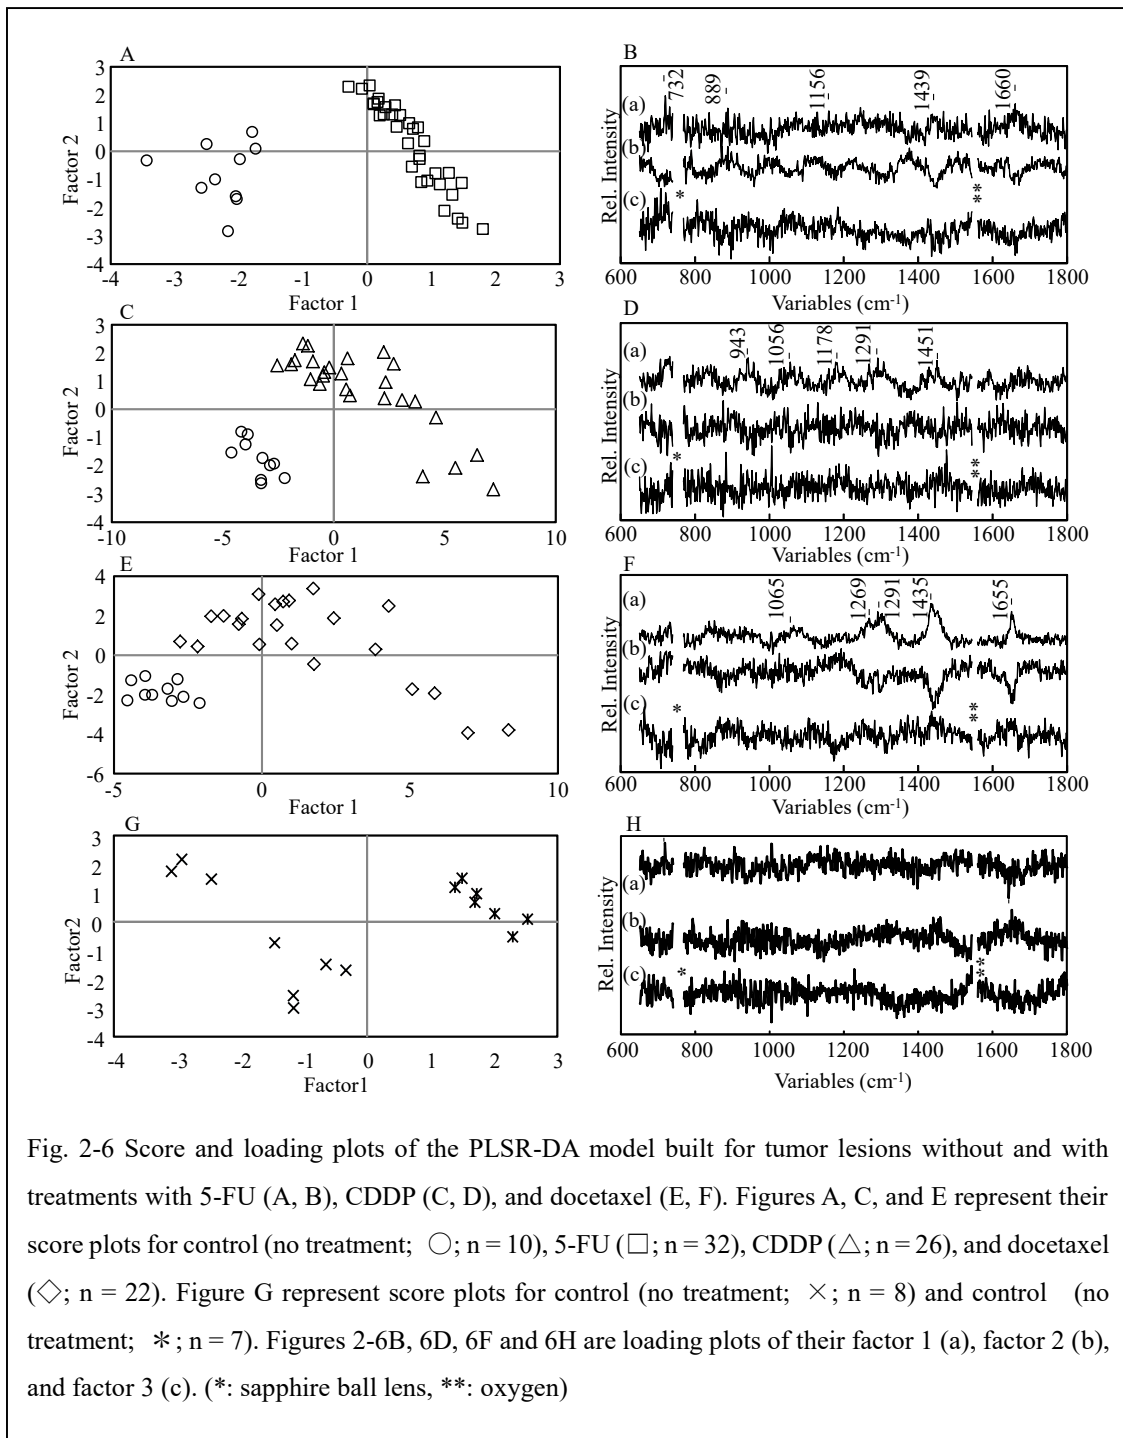 A
3
2
1
0
-1
-2
-3
-4
Factor 2
-4 -3 -2 -1 0 1 2 3
Factor 1
B
732 889 1156 1439 1660
(a)
(b)
(c)
* **
Rel. Intensity
600 800 1000 1200 1400 1600 1800
Variables (cm-1)
C
3
2
1
0
-1
-2
-3
-4
Factor 2
-10 -5 0 5 10
Factor 1
D
943 1056 1178 1291 1451
(a)
(b)
(c)
* **
Rel. Intensity
600 800 1000 1200 1400 1600 1800
Variables (cm-1)
E
4
2
0
-2
-4
-6
Factor 2
-5 0 5 10
Factor 1
F
1065 1269 1291 1435 1655
(a)
(b)
(c)
* **
Rel. Intensity
600 800 1000 1200 1400 1600 1800
Variables (cm-1)
G
3
2
1
0
-1
-2
-3
-4
Factor2
-4 -3 -2 -1 0 1 2 3
Factor1
H
(a)
(b)
(c)
* **
Rel. Intensity
600 800 1000 1200 1400 1600 1800
Variables (cm-1)
Fig. 2-6 Score and loading plots of the PLSR-DA model built for tumor lesions without and with
treatments with 5-FU (A, B), CDDP (C, D), and docetaxel (E, F). Figures A, C, and E represent their
score plots for control (no treatment; ○; n = 10), 5-FU (□; n = 32), CDDP (△; n = 26), and docetaxel
(◇; n = 22). Figure G represent score plots for control (no treatment; ×; n = 8) and control (no
treatment; ＊; n = 7). Figures 2-6B, 6D, 6F and 6H are loading plots of their factor 1 (a), factor 2 (b),
and factor 3 (c). (*: sapphire ball lens, **: oxygen)